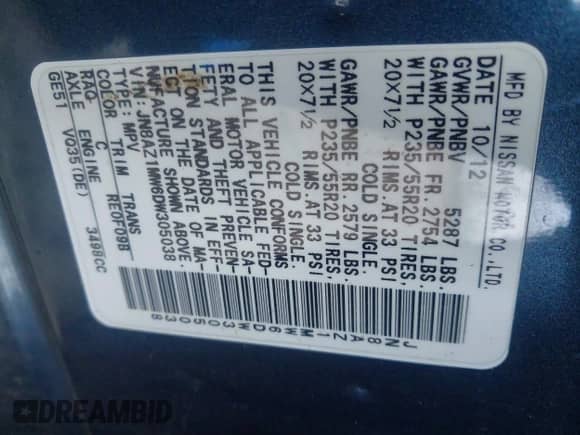 MFD BY NISSAN MOTOR CO.,LTD.
DATE 10/12
GVWR/PNBV 5287 LBS.
GAWR/PNBE FR.2754 LBS.
WITH P235/55R20 TIRES,
20X7½ RIMS.AT 33 PSI
COLD SINGLE.
GAWR/PNBE RR.2579 LBS.
WITH P235/55R20 TIRES,
20X7½ RIMS.AT 33 PSI
COLD SINGLE.
THIS VEHICLE CONFORMS
TO ALL APPLICABLE FED-
ERAL MOTOR VEHICLE SA-
FETY AND THEFT PREVEN-
TION STANDARDS IN EFF-
ECT ON THE DATE OF MA-
NUFACTURE SHOWN ABOVE.
VIN:JN8AZ1MW6DW305038
TYPE:MPV
COLOR TRIM TRANS
RAQ C RE0F09B
AXLE ENGINE
GE51 VQ35(DE) 3498CC
JN8AZ1MW6DW305038
DREAMBID